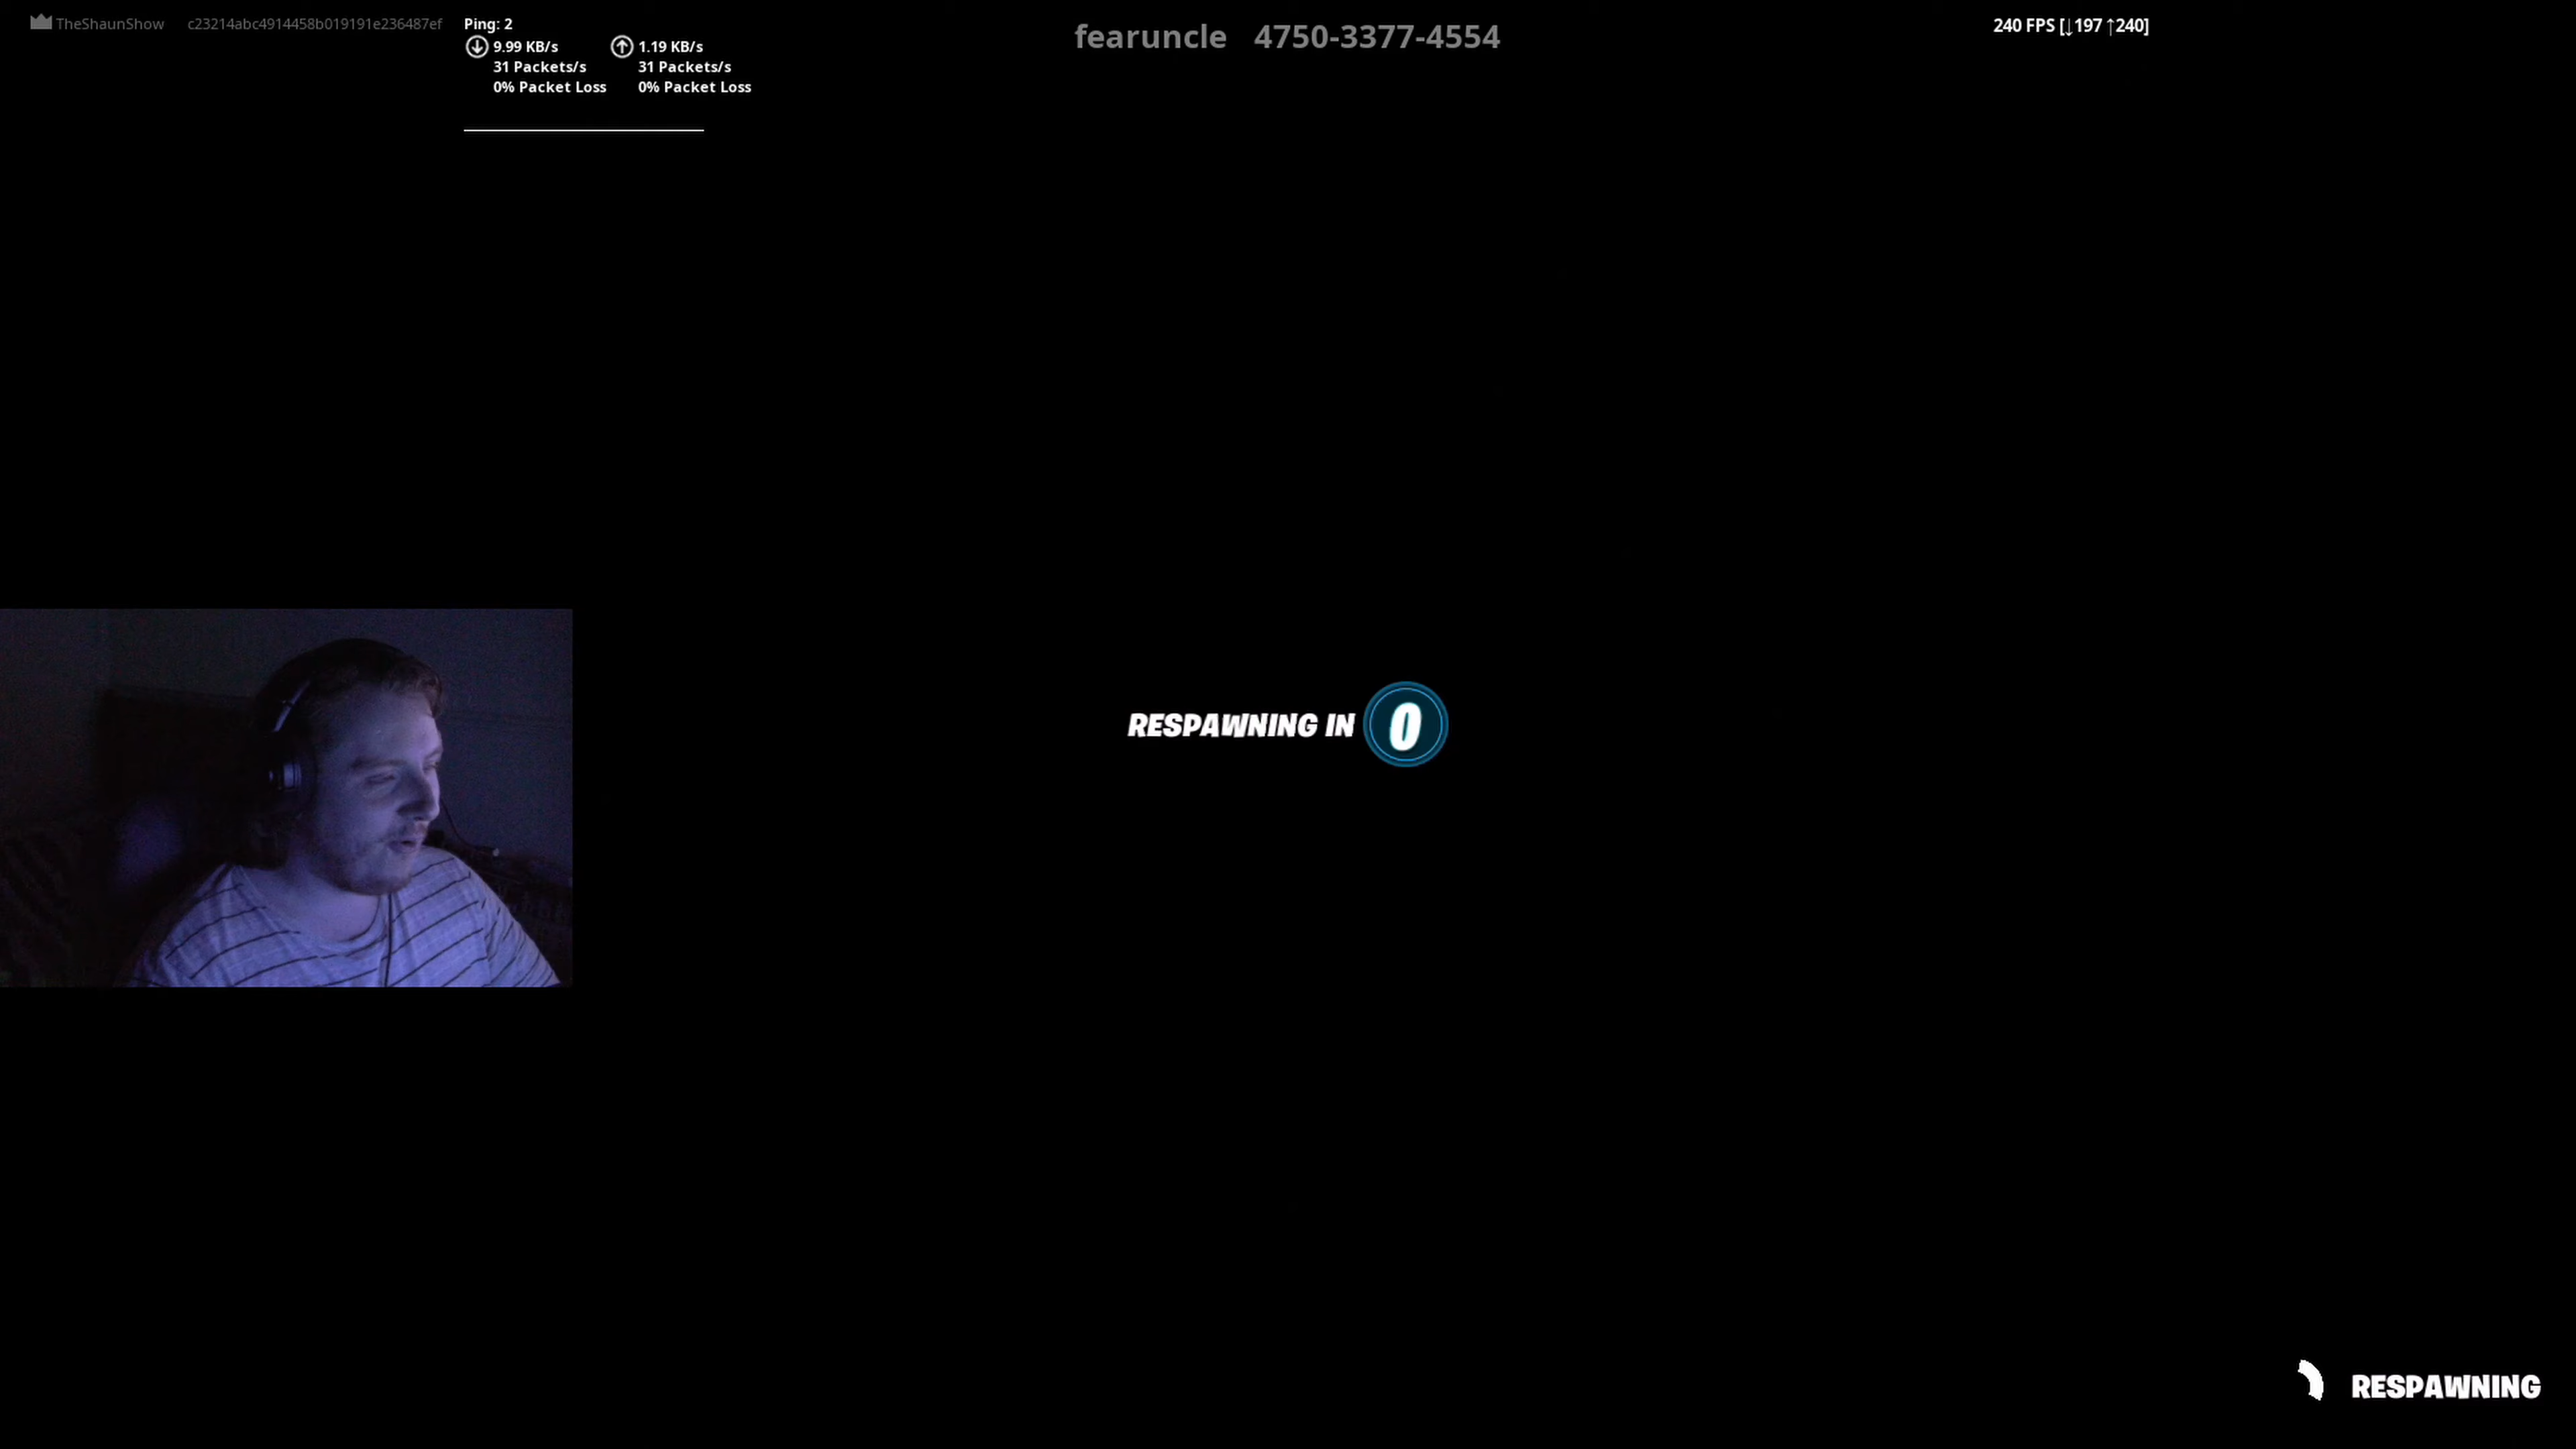 TheShaunShow c23214abc4914458b019191e236487ef
Ping: 2
9.99 KB/s 1.19 KB/s
31 Packets/s 31 Packets/s
0% Packet Loss 0% Packet Loss
fearuncle 4750-3377-4554
240 FPS [↓197 ↑240]
RESPAWNING IN 0
RESPAWNING